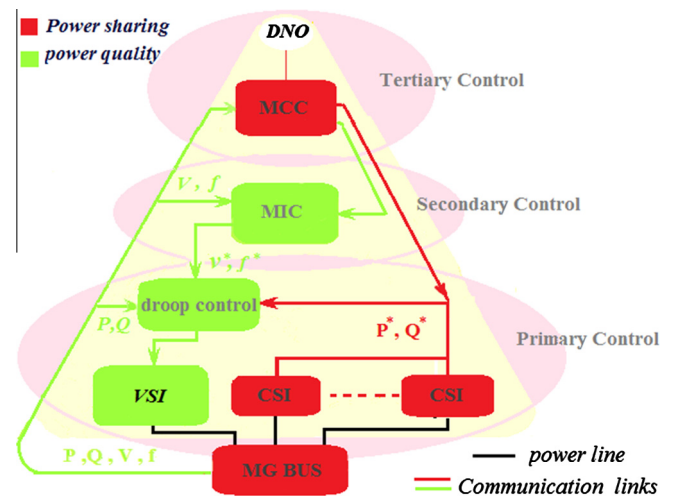 Power sharing
power quality
DNO
Tertiary Control
MCC
V , f
Secondary Control
MIC
V*, f*
droop control
P,Q
P*, Q*
Primary Control
VSI
CSI
CSI
P ,Q , V , f
MG BUS
power line
Communication links